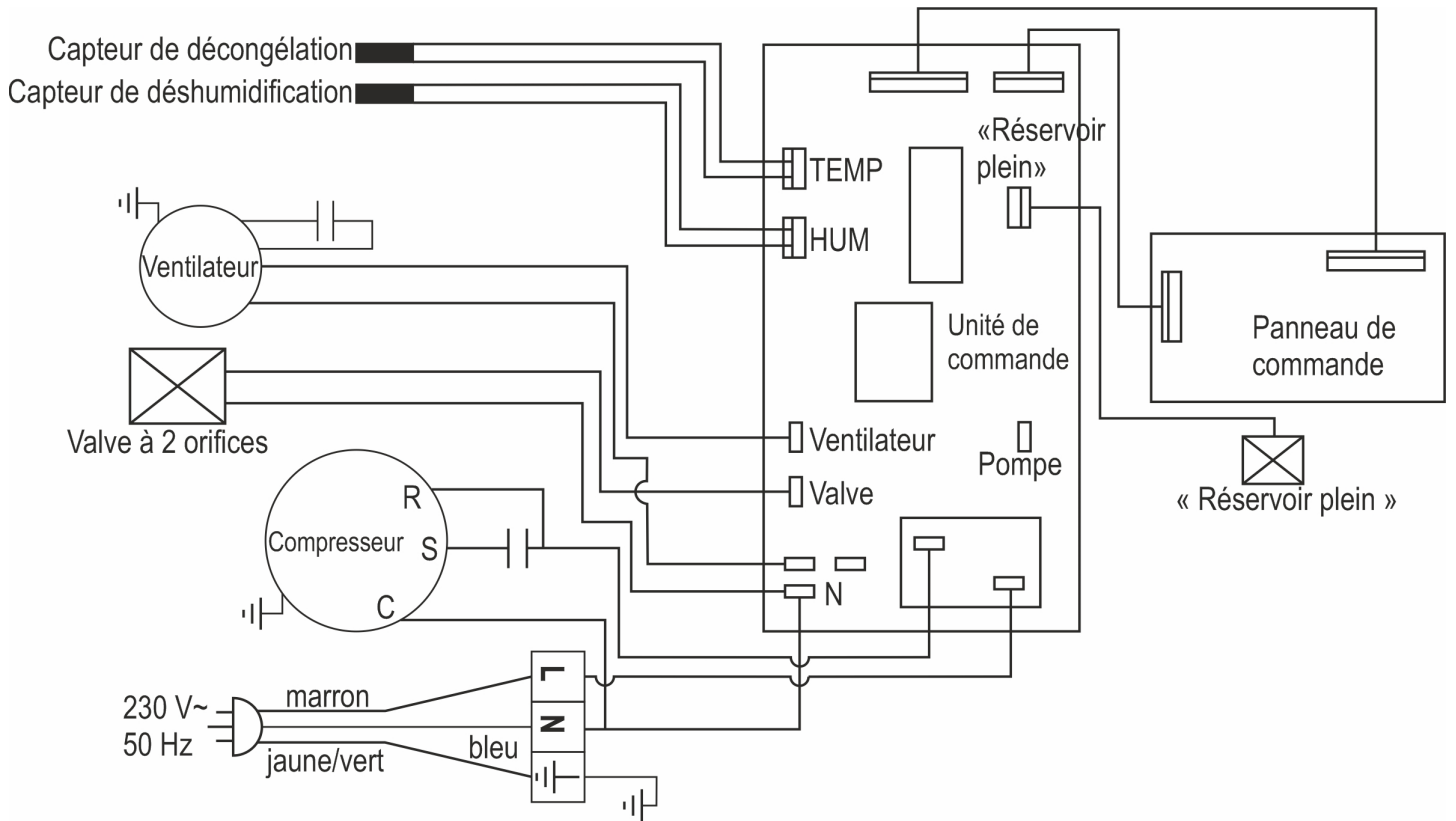 Capteur de décongélation
Capteur de déshumidification
«Réservoir
plein»
TEMP
HUM
Ventilateur
Unité de
commande
Panneau de
commande
Valve à 2 orifices
Ventilateur
Pompe
Valve
« Réservoir plein »
R
Compresseur
S
C
N
L
230 V~
marron
N
50 Hz
jaune/vert
bleu